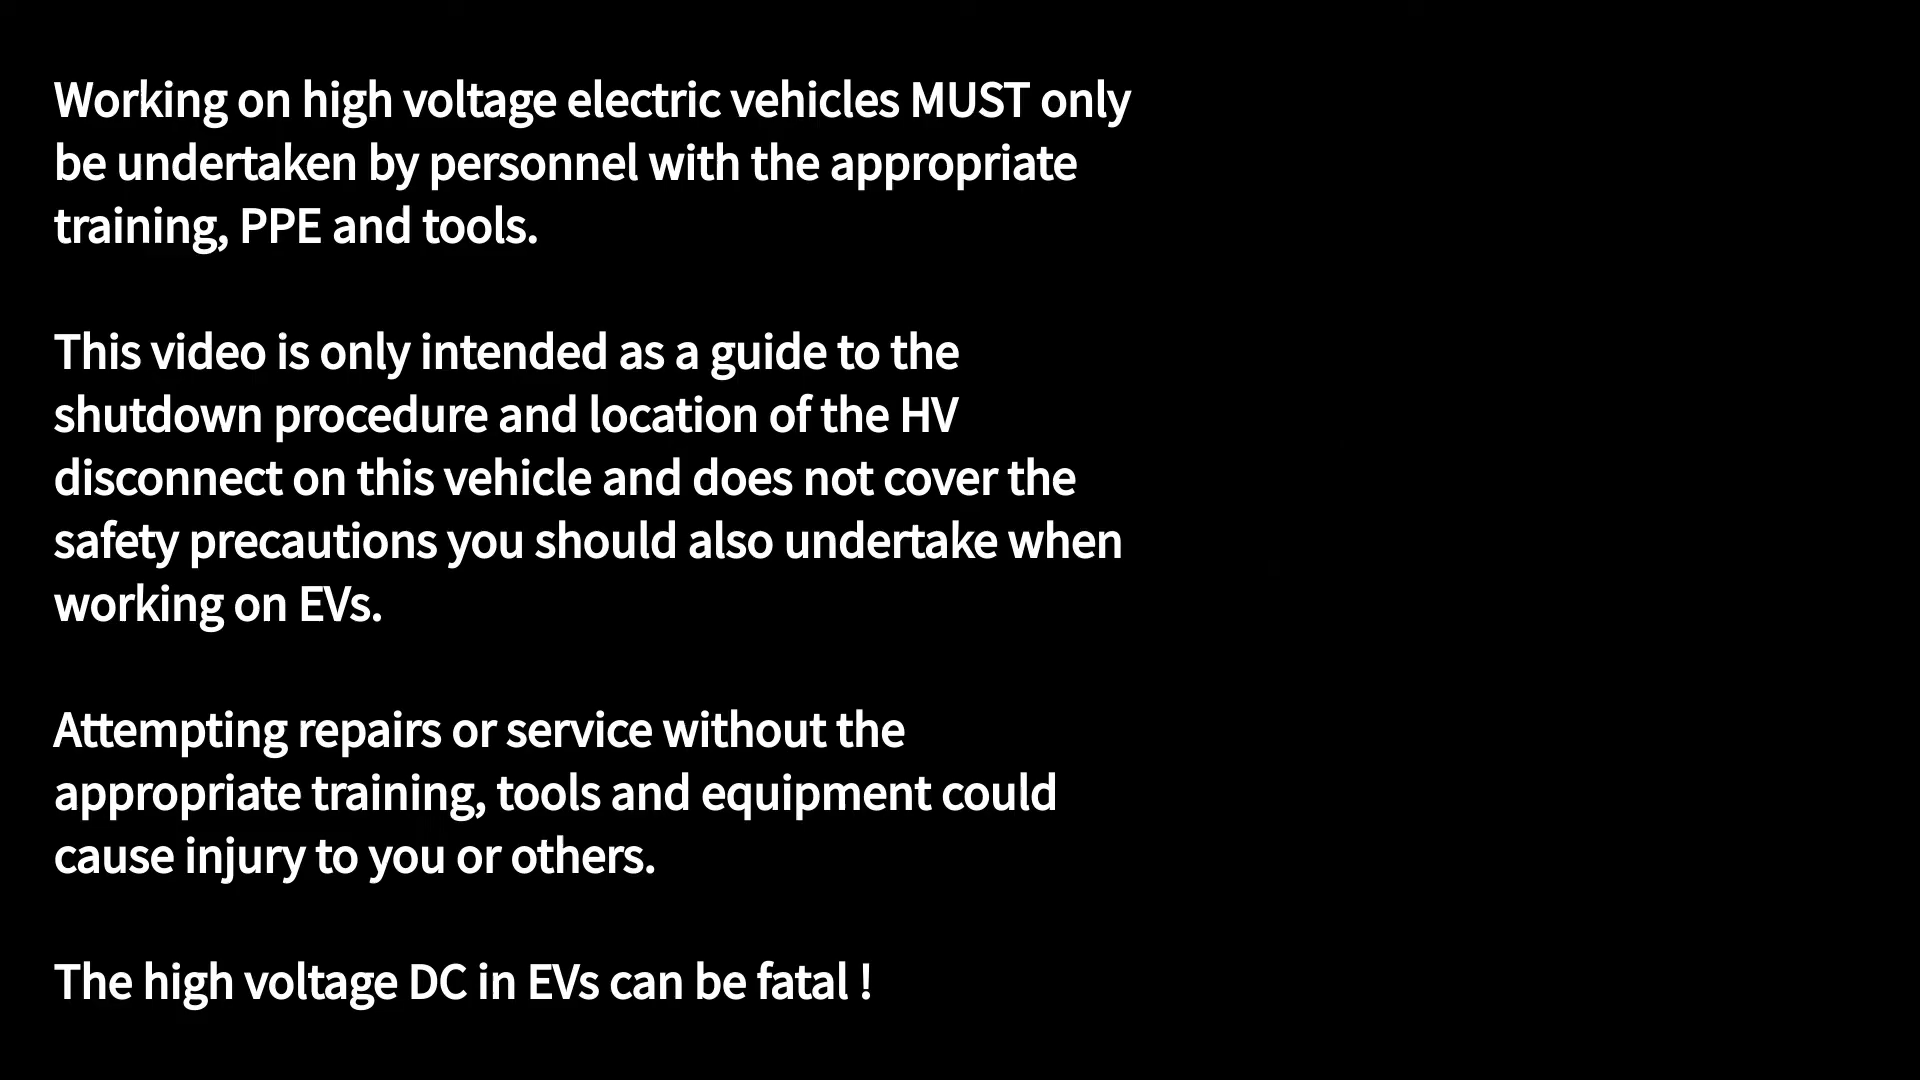 Working on high voltage electric vehicles MUST only
be undertaken by personnel with the appropriate
training, PPE and tools.
This video is only intended as a guide to the
shutdown procedure and location of the HV
disconnect on this vehicle and does not cover the
safety precautions you should also undertake when
working on EVs.
Attempting repairs or service without the
appropriate training, tools and equipment could
cause injury to you or others.
The high voltage DC in EVs can be fatal !